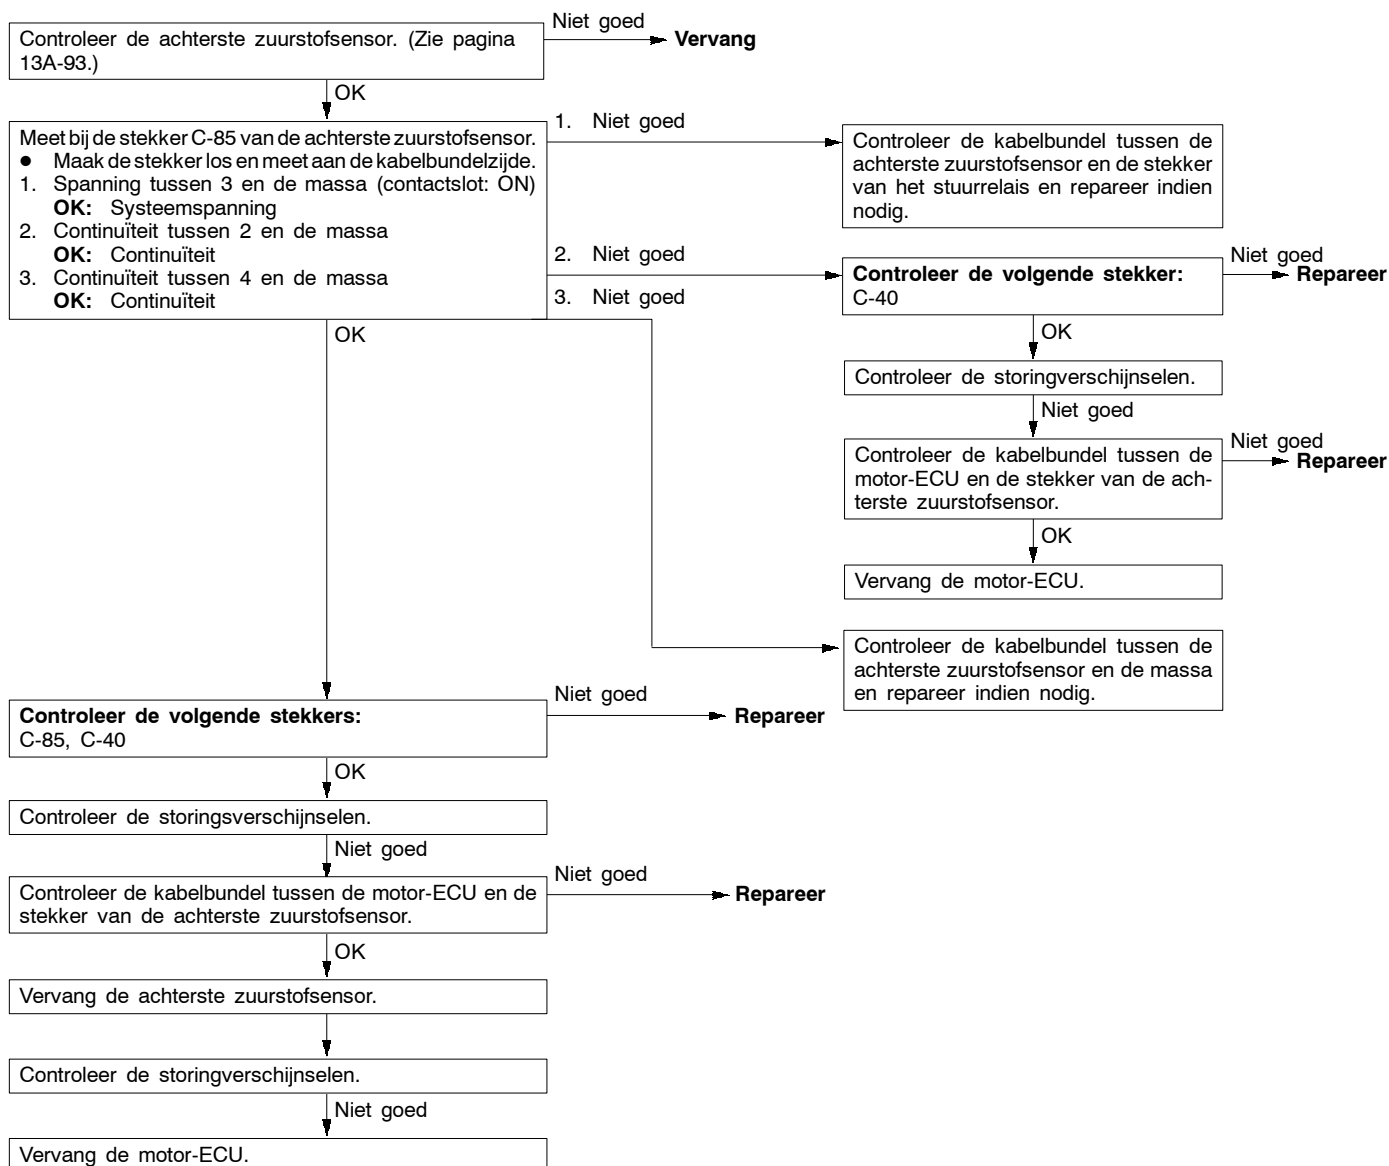 Controleer de achterste zuurstofsensor. (Zie pagina
13A-93.)
Niet goed
Vervang
OK
Meet bij de stekker C-85 van de achterste zuurstofsensor.
● Maak de stekker los en meet aan de kabelbundelzijde.
1. Spanning tussen 3 en de massa (contactslot: ON)
OK: Systeemspanning
2. Continuïteit tussen 2 en de massa
OK: Continuïteit
3. Continuïteit tussen 4 en de massa
OK: Continuïteit
1. Niet goed
Controleer de kabelbundel tussen de
achterste zuurstofsensor en de stekker
van het stuurrelais en repareer indien
nodig.
2. Niet goed
Controleer de volgende stekker:
C-40
Niet goed
Repareer
3. Niet goed
OK
OK
Controleer de storingverschijnselen.
Niet goed
Controleer de kabelbundel tussen de
motor-ECU en de stekker van de ach-
terste zuurstofsensor.
Niet goed
Repareer
OK
Vervang de motor-ECU.
Controleer de kabelbundel tussen de
achterste zuurstofsensor en de massa
en repareer indien nodig.
Controleer de volgende stekkers:
C-85, C-40
Niet goed
Repareer
OK
Controleer de storingsverschijnselen.
Niet goed
Controleer de kabelbundel tussen de motor-ECU en de
stekker van de achterste zuurstofsensor.
Niet goed
Repareer
OK
Vervang de achterste zuurstofsensor.
Controleer de storingverschijnselen.
Niet goed
Vervang de motor-ECU.